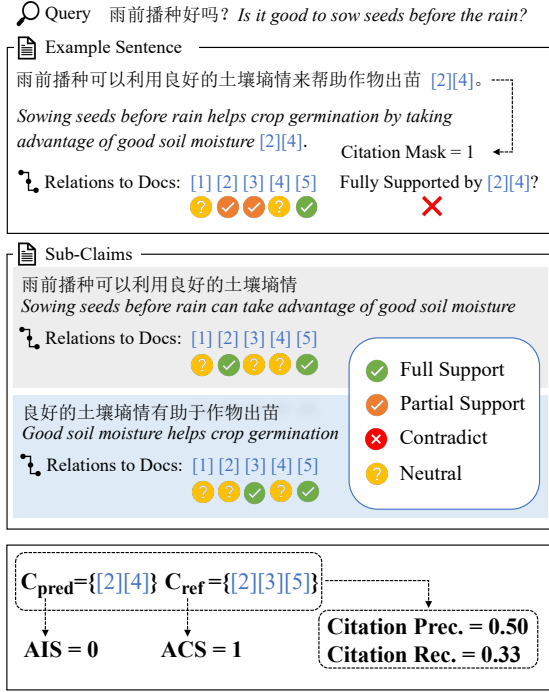 Query 雨前播种好吗？Is it good to sow seeds before the rain?
Example Sentence
雨前播种可以利用良好的土壤墒情来帮助作物出苗 [2][4]。
Sowing seeds before rain helps crop germination by taking
advantage of good soil moisture [2][4].
Citation Mask = 1
Relations to Docs: [1] [2] [3] [4] [5]
Fully Supported by [2][4]?
Sub-Claims
雨前播种可以利用良好的土壤墒情
Sowing seeds before rain can take advantage of good soil moisture
Relations to Docs: [1] [2] [3] [4] [5]
良好的土壤墒情有助于作物出苗
Good soil moisture helps crop germination
Relations to Docs: [1] [2] [3] [4] [5]
Full Support
Partial Support
Contradict
Neutral
C_pred={[2][4]} C_ref={[2][3][5]}
AIS = 0
ACS = 1
Citation Prec. = 0.50
Citation Rec. = 0.33